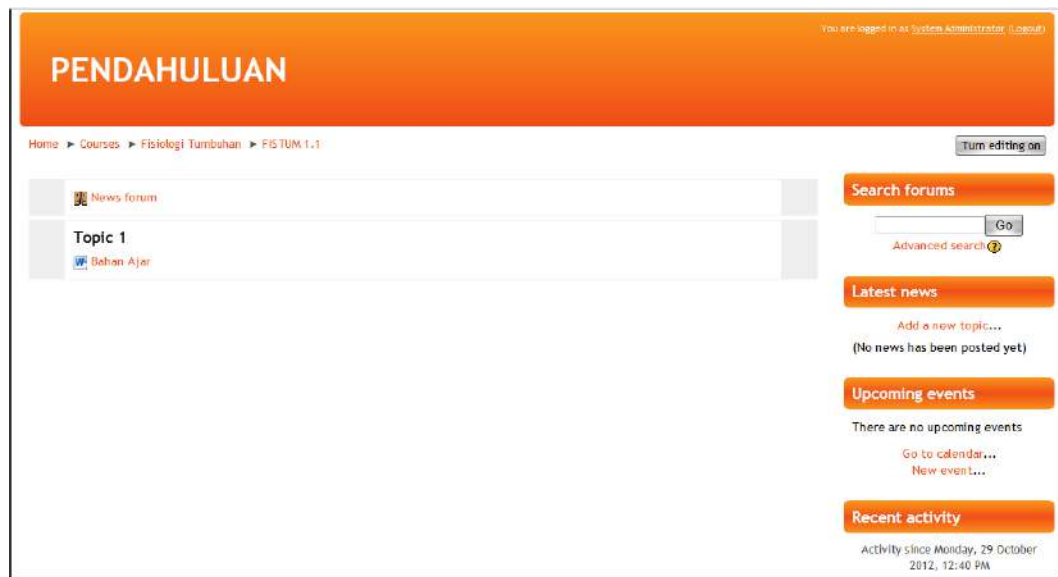 You are logged in as System Administrator (Logout)
PENDAHULUAN
Home ► Courses ► Fisiologi Tumbuhan ► FISTUM 1.1
Turn editing on
News forum
Topic 1
Bahan Ajar
Search forums
Go
Advanced search ?
Latest news
Add a new topic...
(No news has been posted yet)
Upcoming events
There are no upcoming events
Go to calendar...
New event...
Recent activity
Activity since Monday, 29 October
2012, 12:40 PM